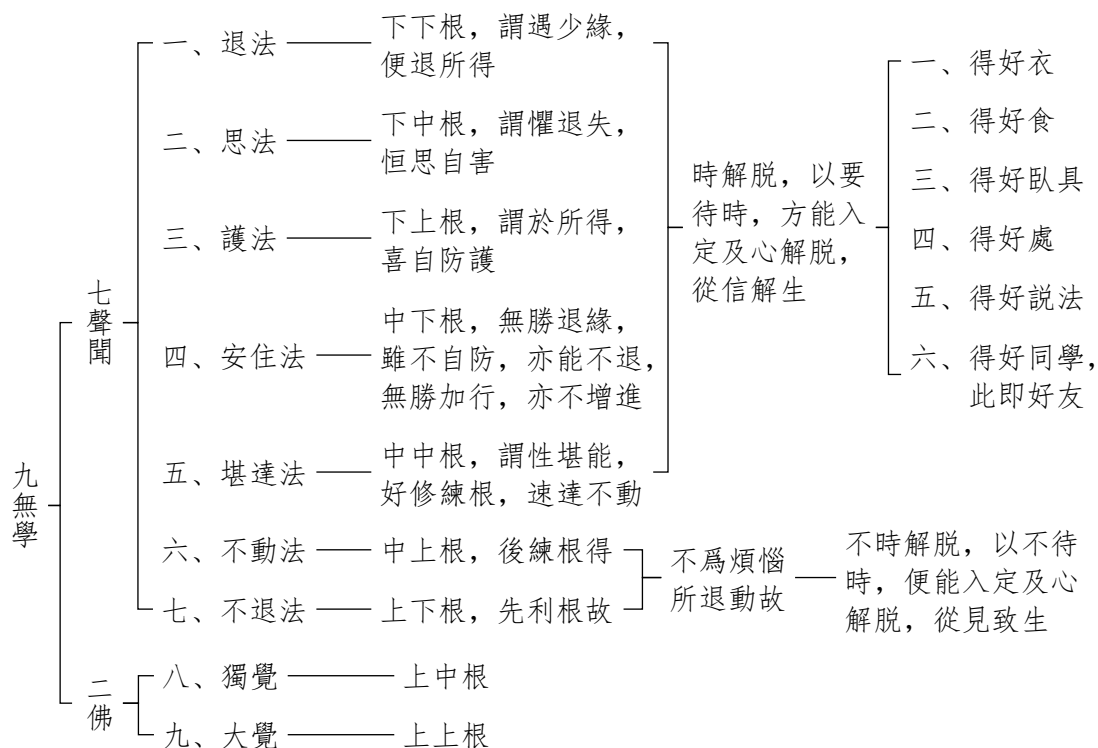 九無學
七聲聞
一、退法
下下根，謂遇少緣，
便退所得
二、思法
下中根，謂懼退失，
恒思自害
三、護法
下上根，謂於所得，
喜自防護
四、安住法
中下根，無勝退緣，
雖不自防，亦能不退，
無勝加行，亦不增進
五、堪達法
中中根，謂性堪能，
好修練根，速達不動
時解脱，以要
待時，方能入
定及心解脱，
從信解生
一、得好衣
二、得好食
三、得好臥具
四、得好處
五、得好説法
六、得好同學，
此即好友
六、不動法
中上根，後練根得
七、不退法
上下根，先利根故
不爲煩惱
所退動故
不時解脱，以不待
時，便能入定及心
解脱，從見致生
二佛
八、獨覺
上中根
九、大覺
上上根